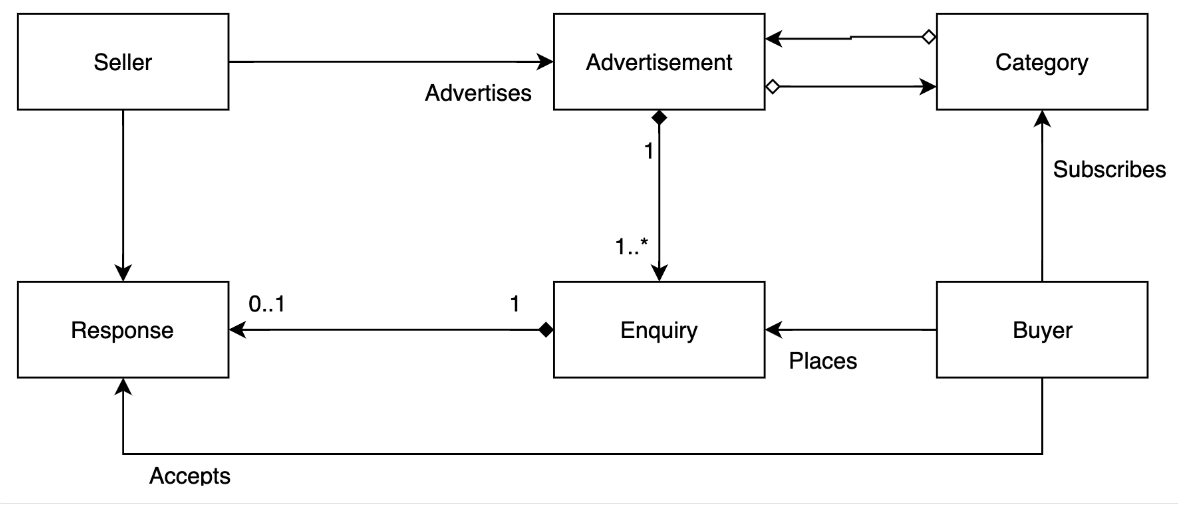 Seller
Advertisement
Category
Advertises
1
Subscribes
1..*
0..1
1
Response
Enquiry
Buyer
Places
Accepts